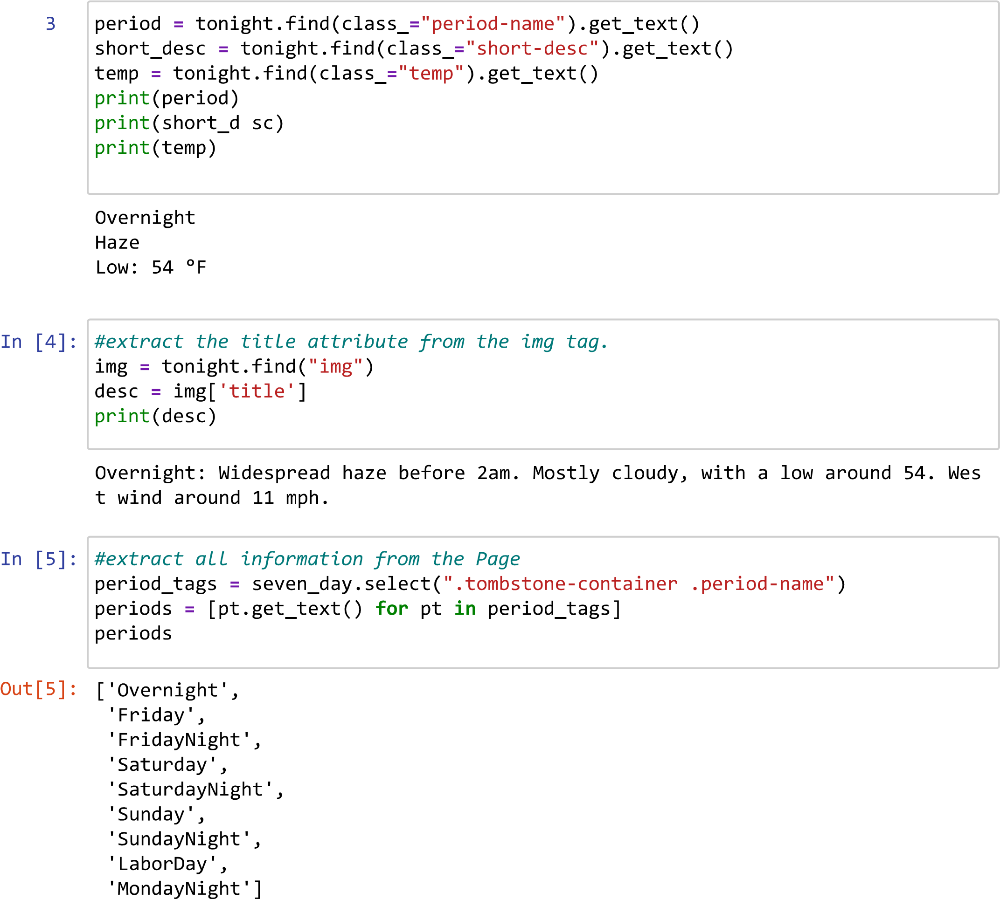 3
period = tonight.find(class_="period-name").get_text()
short_desc = tonight.find(class_="short-desc").get_text()
temp = tonight.find(class_="temp").get_text()
print(period)
print(short_d sc)
print(temp)
Overnight
Haze
Low: 54 °F
In [4]:
#extract the title attribute from the img tag.
img = tonight.find("img")
desc = img['title']
print(desc)
Overnight: Widespread haze before 2am. Mostly cloudy, with a low around 54. Wes
t wind around 11 mph.
In [5]:
#extract all information from the Page
period_tags = seven_day.select(".tombstone-container .period-name")
periods = [pt.get_text() for pt in period_tags]
periods
Out[5]:
['Overnight',
'Friday',
'FridayNight',
'Saturday',
'SaturdayNight',
'Sunday',
'SundayNight',
'LaborDay',
'MondayNight']